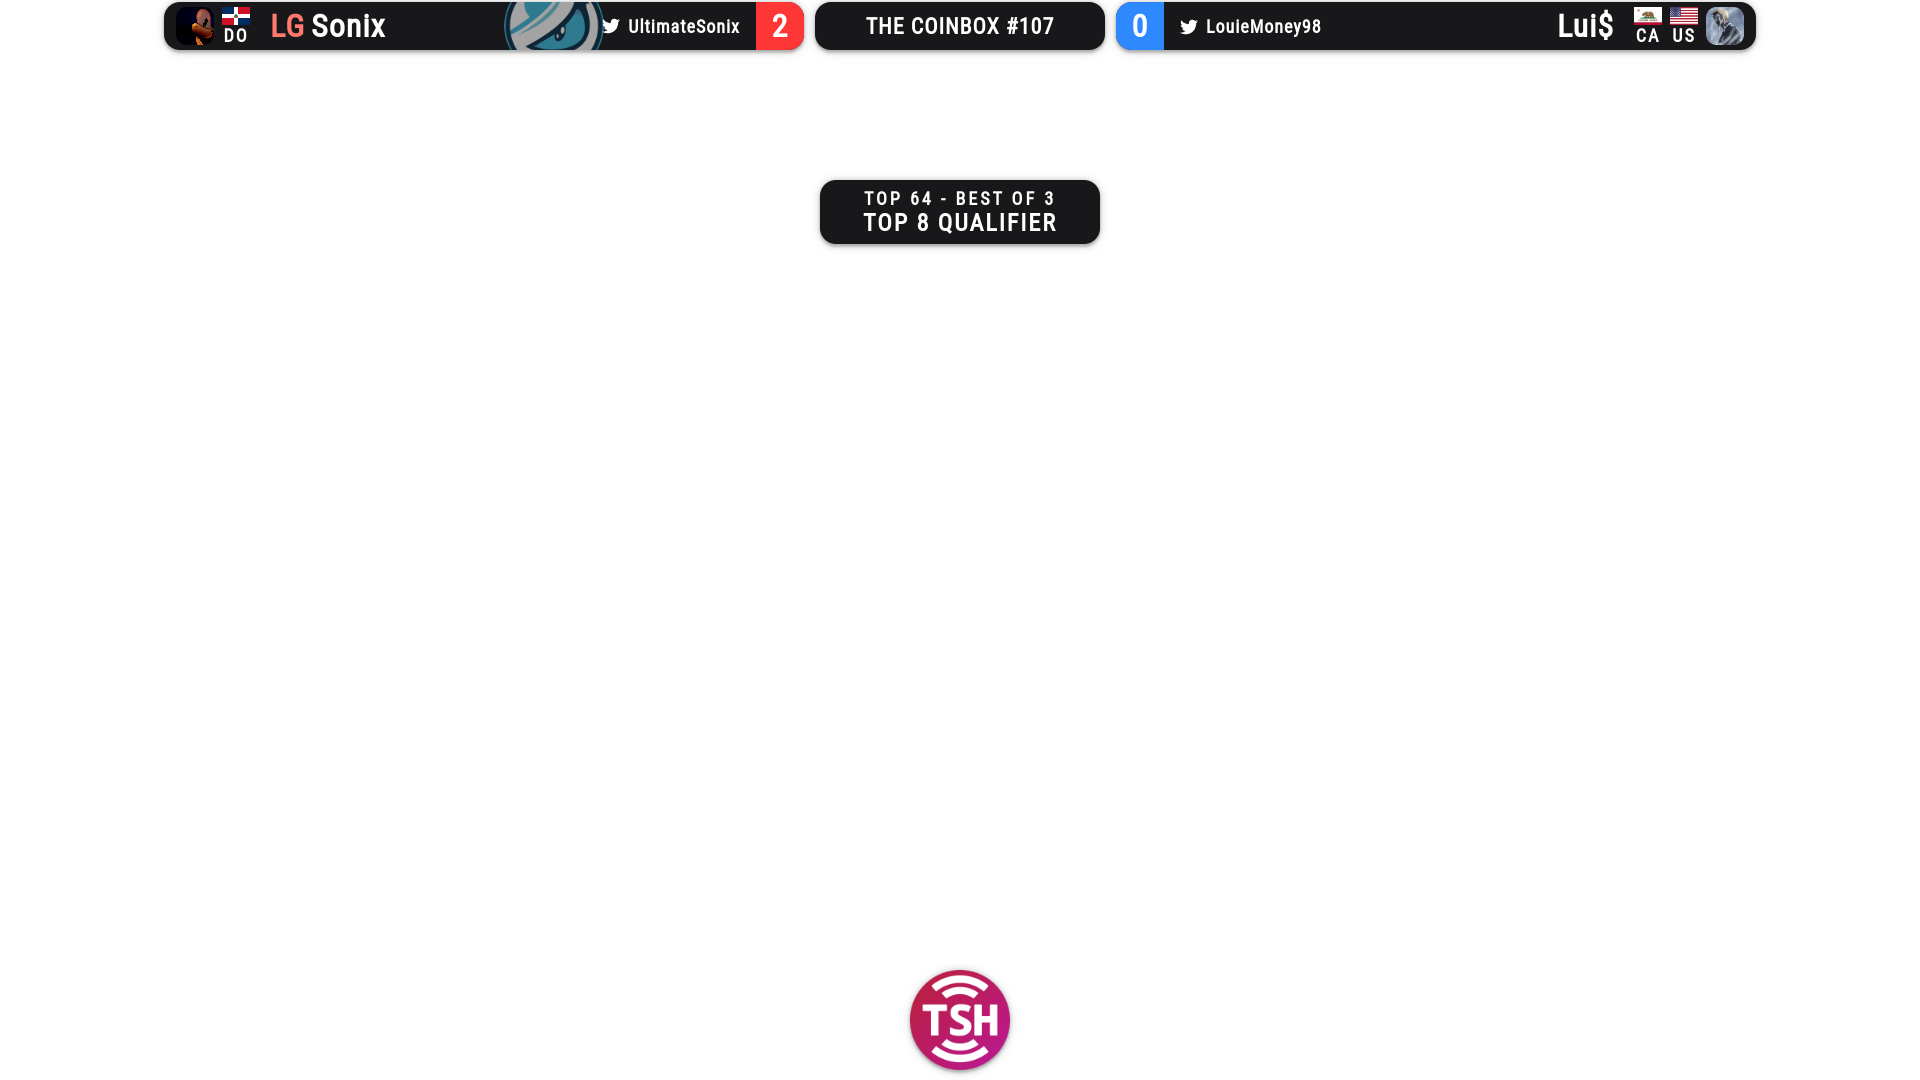 DO
LG Sonix
UltimateSonix
2
THE COINBOX #107
0
LouieMoney98
Lui$
CA
US
TOP 64 - BEST OF 3
TOP 8 QUALIFIER
TSH